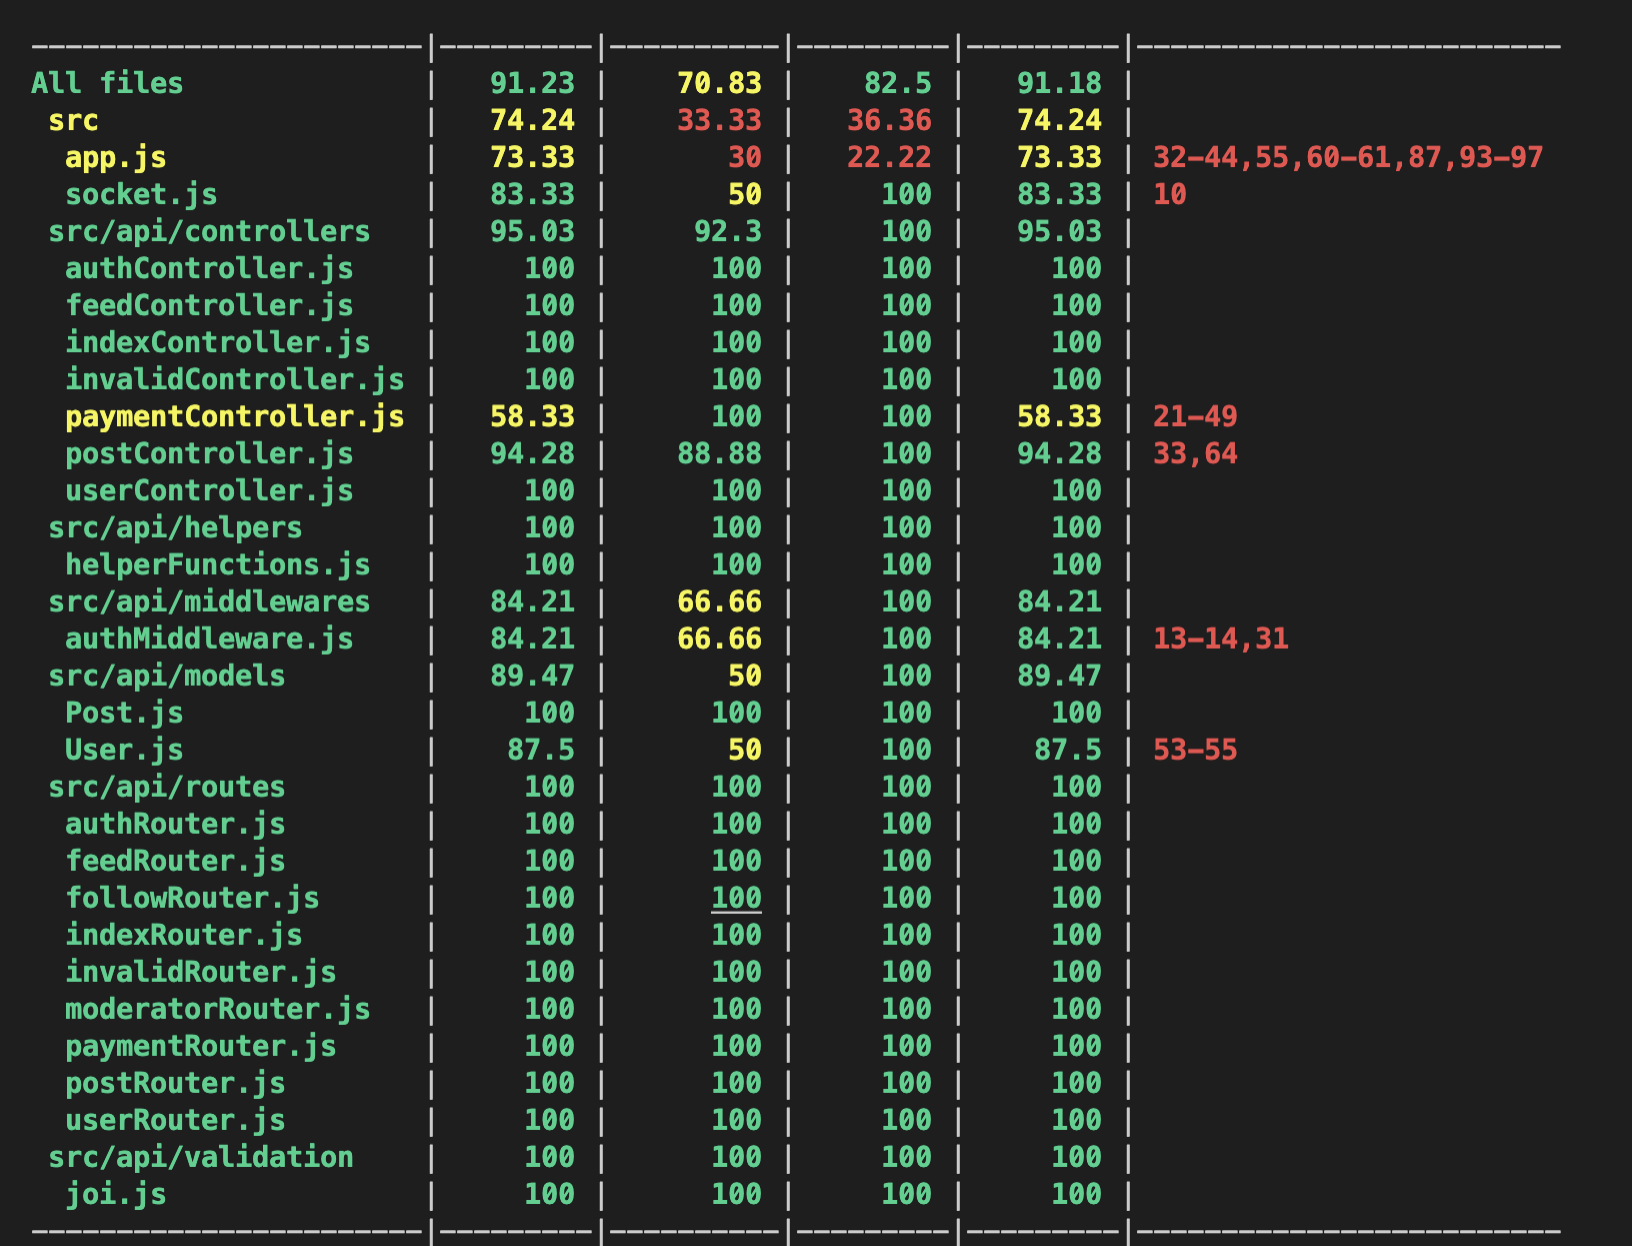 -----------------------|---------|----------|---------|---------|-------------------------
All files              |   91.23 |    70.83 |    82.5 |   91.18 |
 src                   |   74.24 |    33.33 |   36.36 |   74.24 |
  app.js               |   73.33 |       30 |   22.22 |   73.33 | 32-44,55,60-61,87,93-97
  socket.js            |   83.33 |       50 |     100 |   83.33 | 10
 src/api/controllers   |   95.03 |     92.3 |     100 |   95.03 |
  authController.js    |     100 |      100 |     100 |     100 |
  feedController.js    |     100 |      100 |     100 |     100 |
  indexController.js   |     100 |      100 |     100 |     100 |
  invalidController.js |     100 |      100 |     100 |     100 |
  paymentController.js |   58.33 |      100 |     100 |   58.33 | 21-49
  postController.js    |   94.28 |    88.88 |     100 |   94.28 | 33,64
  userController.js    |     100 |      100 |     100 |     100 |
 src/api/helpers       |     100 |      100 |     100 |     100 |
  helperFunctions.js   |     100 |      100 |     100 |     100 |
 src/api/middlewares   |   84.21 |    66.66 |     100 |   84.21 |
  authMiddleware.js    |   84.21 |    66.66 |     100 |   84.21 | 13-14,31
 src/api/models        |   89.47 |       50 |     100 |   89.47 |
  Post.js              |     100 |      100 |     100 |     100 |
  User.js              |    87.5 |       50 |     100 |    87.5 | 53-55
 src/api/routes        |     100 |      100 |     100 |     100 |
  authRouter.js        |     100 |      100 |     100 |     100 |
  feedRouter.js        |     100 |      100 |     100 |     100 |
  followRouter.js      |     100 |      100 |     100 |     100 |
  indexRouter.js       |     100 |      100 |     100 |     100 |
  invalidRouter.js     |     100 |      100 |     100 |     100 |
  moderatorRouter.js   |     100 |      100 |     100 |     100 |
  paymentRouter.js     |     100 |      100 |     100 |     100 |
  postRouter.js        |     100 |      100 |     100 |     100 |
  userRouter.js        |     100 |      100 |     100 |     100 |
 src/api/validation    |     100 |      100 |     100 |     100 |
  joi.js               |     100 |      100 |     100 |     100 |
-----------------------|---------|----------|---------|---------|-------------------------